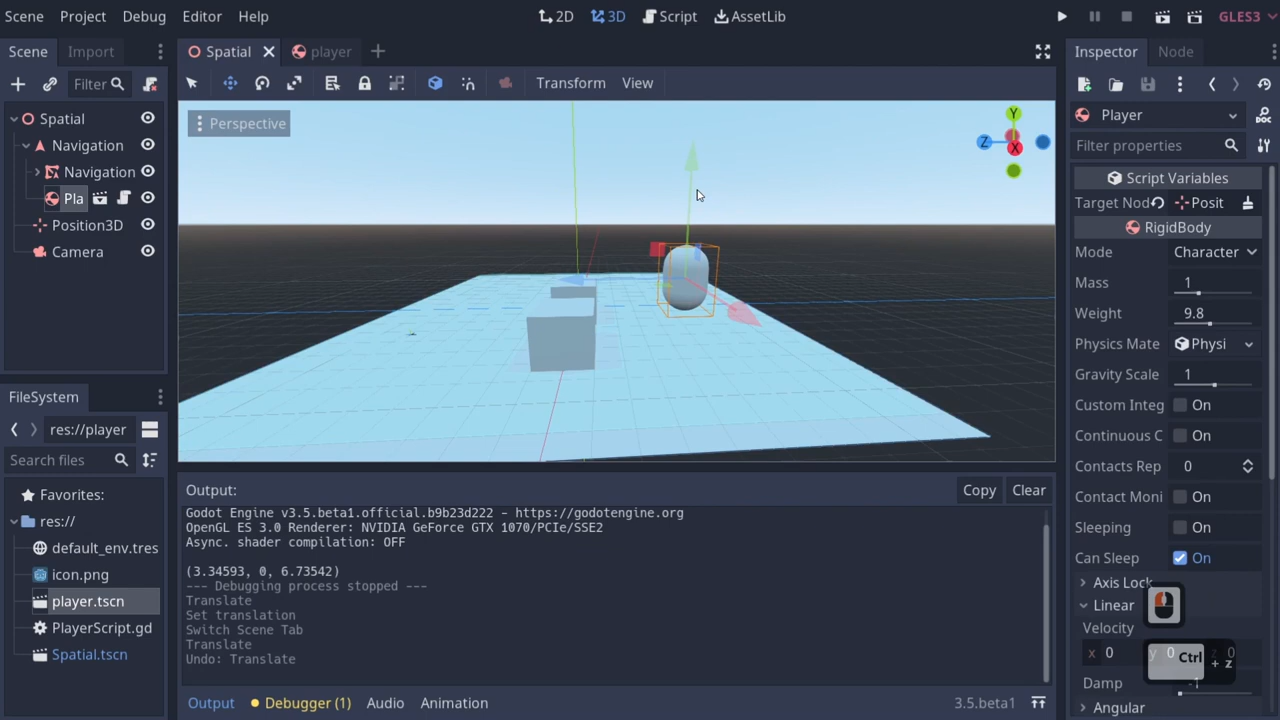 Scene Project Debug Editor Help
2D 3D Script AssetLib
GLES3
Scene Import
Spatial player
Inspector Node
Filter
Transform View
Player
Spatial
Perspective
Y
Z
X
Filter properties
Navigation
Navigation
Script Variables
Pla
Target Nod Posit
Position3D
RigidBody
Camera
Mode Character
Mass 1
Weight 9.8
Physics Mate Physi
Gravity Scale 1
FileSystem
Custom Integ On
res://player
Continuous C On
Search files
Contacts Rep 0
Output: Copy Clear
Favorites:
Contact Moni On
Godot Engine v3.5.beta1.official.b9b23d222 - https://godotengine.org
res://
OpenGL ES 3.0 Renderer: NVIDIA GeForce GTX 1070/PCIe/SSE2
Sleeping On
Async. shader compilation: OFF
default_env.tres
Can Sleep On
(3.34593, 0, 6.73542)
icon.png
Axis Lock
--- Debugging process stopped ---
player.tscn
Translate
Linear
Set translation
PlayerScript.gd
Velocity
Switch Scene Tab
Translate
x 0 y 0 z 0
Spatial.tscn
Undo: Translate
Ctrl + z
Damp -1
Output Debugger (1) Audio Animation 3.5.beta1
Angular